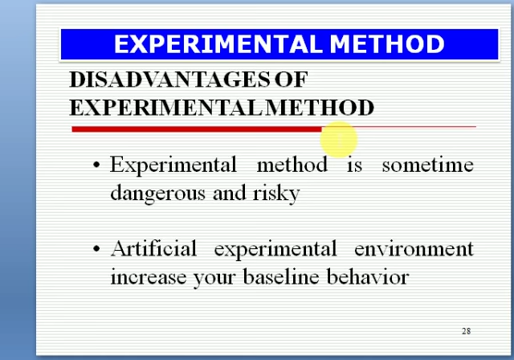 EXPERIMENTAL METHOD
DISADVANTAGES OF
EXPERIMENTAL METHOD
• Experimental method is sometime
dangerous and risky
• Artificial experimental environment
increase your baseline behavior
28